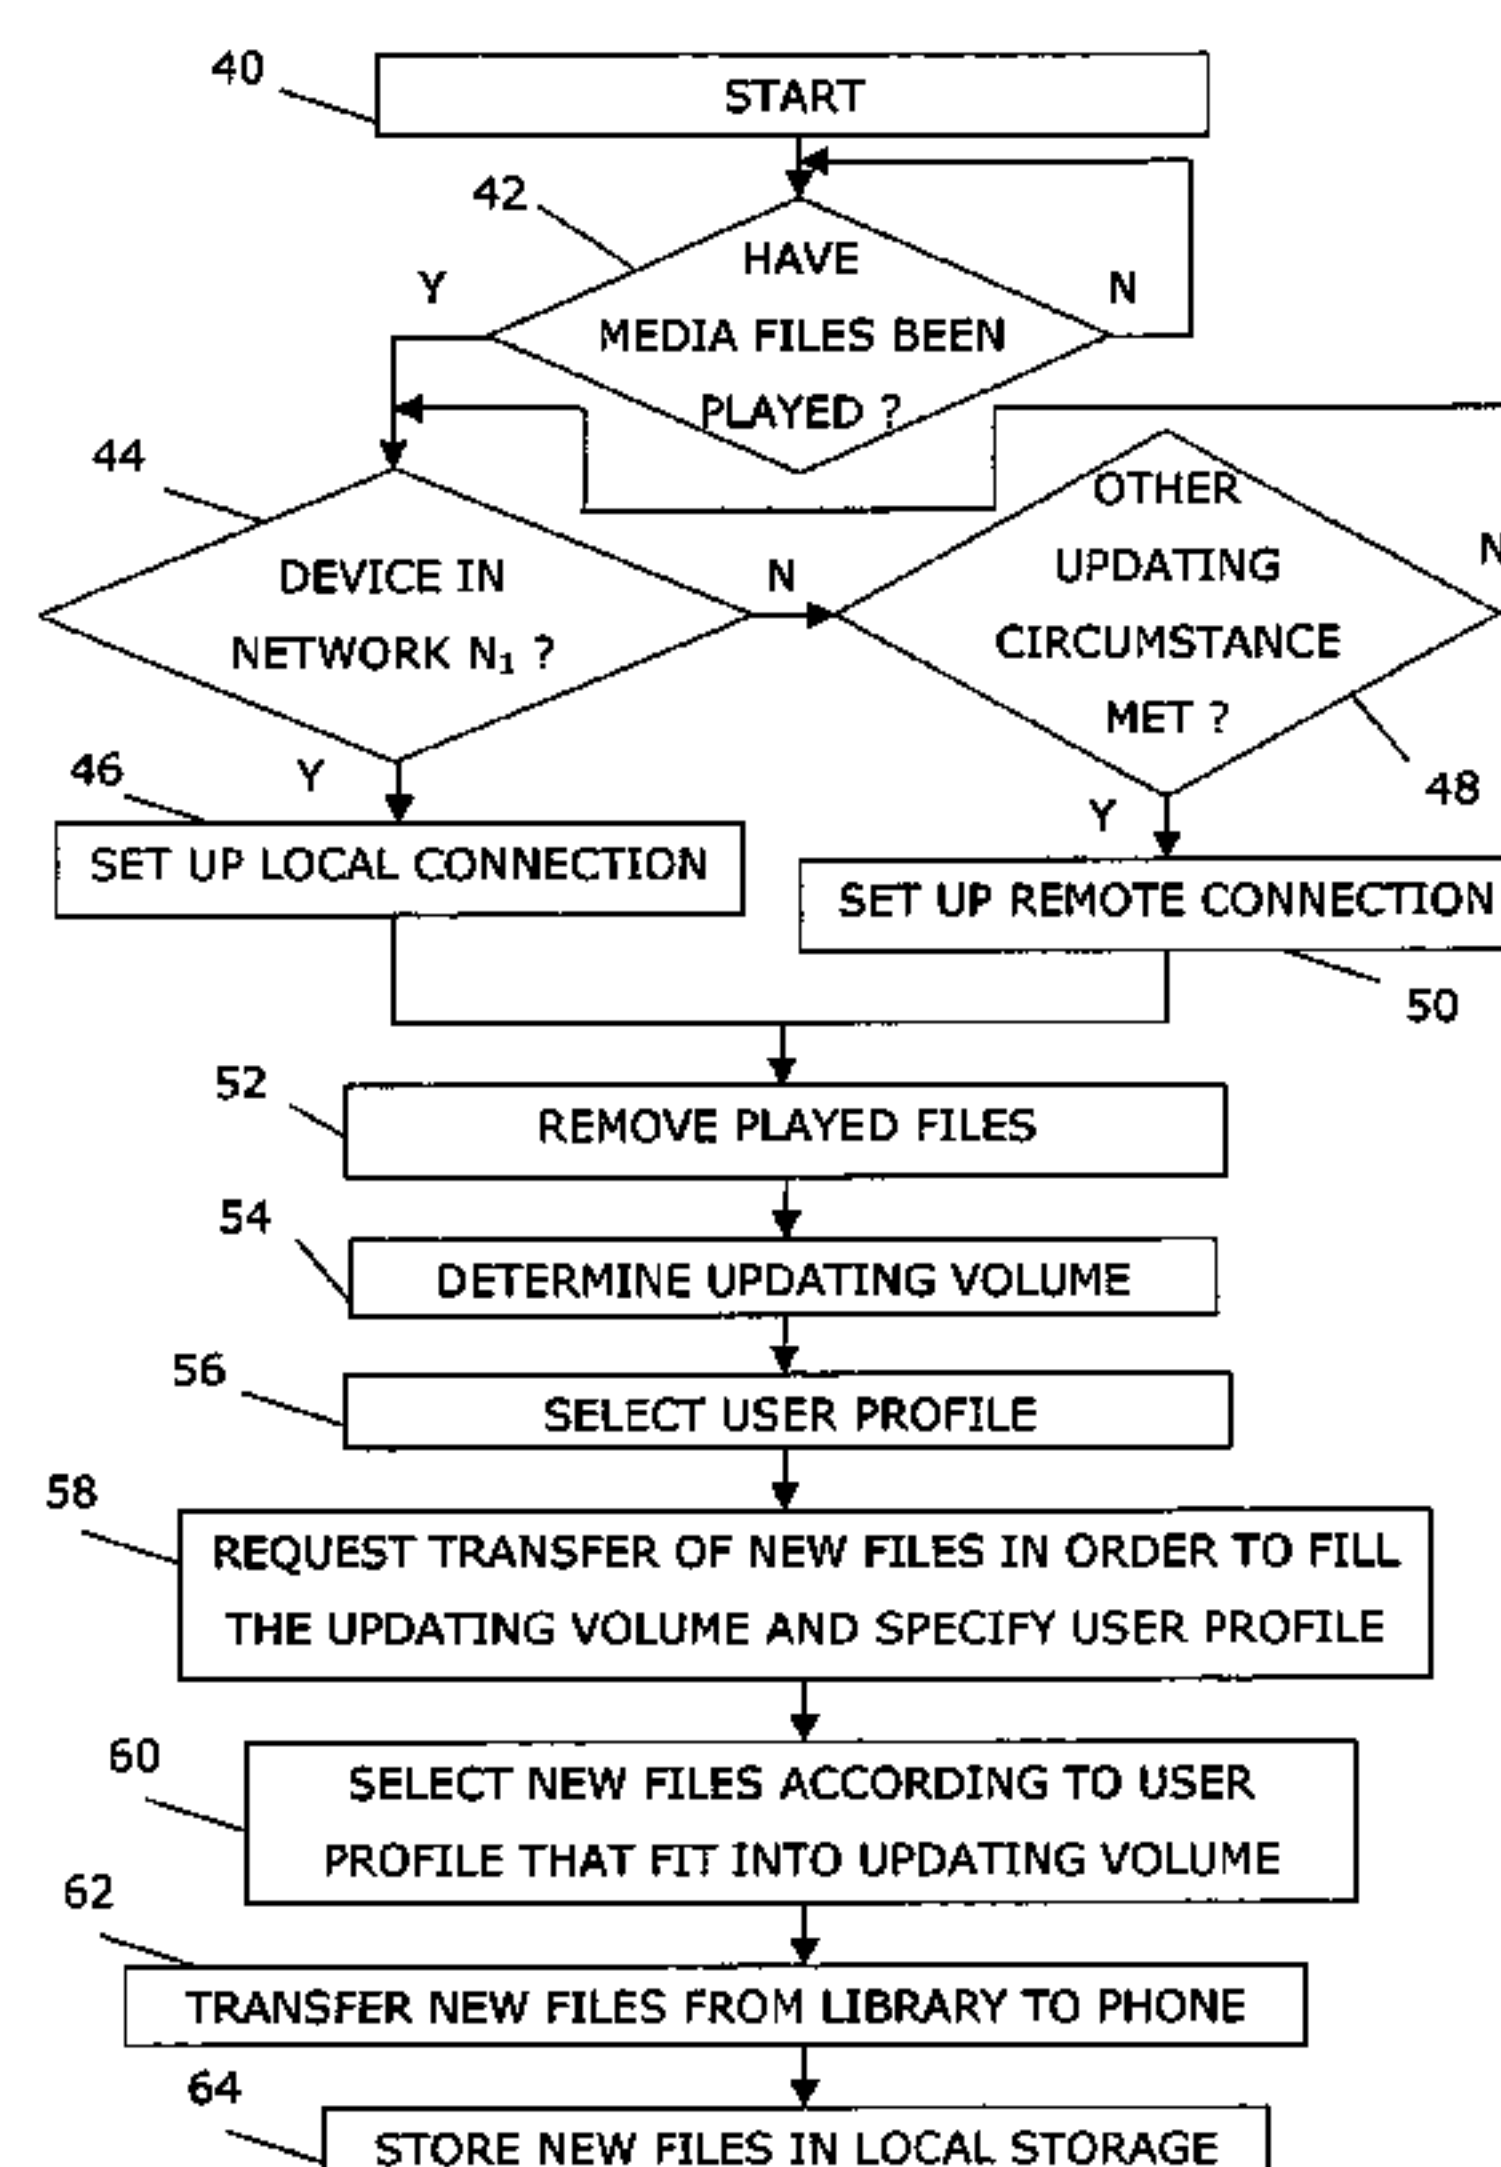 40
START
42
HAVE
MEDIA FILES BEEN
PLAYED ?
Y
N
44
DEVICE IN
NETWORK N₁ ?
N
OTHER
UPDATING
CIRCUMSTANCE
MET ?
N
48
46
Y
Y
SET UP LOCAL CONNECTION
SET UP REMOTE CONNECTION
50
52
REMOVE PLAYED FILES
54
DETERMINE UPDATING VOLUME
56
SELECT USER PROFILE
58
REQUEST TRANSFER OF NEW FILES IN ORDER TO FILL
THE UPDATING VOLUME AND SPECIFY USER PROFILE
60
SELECT NEW FILES ACCORDING TO USER
PROFILE THAT FIT INTO UPDATING VOLUME
62
TRANSFER NEW FILES FROM LIBRARY TO PHONE
64
STORE NEW FILES IN LOCAL STORAGE